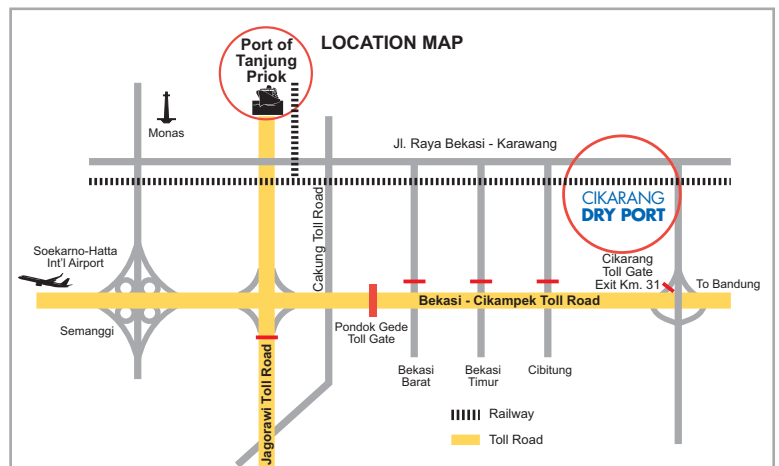 Port of
Tanjung
Priok
LOCATION MAP
Monas
Jl. Raya Bekasi - Karawang
CIKARANG
DRY PORT
Cakung Toll Road
Soekarno-Hatta
Int'l Airport
Cikarang
Toll Gate
Exit Km. 31
To Bandung
Bekasi - Cikampek Toll Road
Semanggi
Pondok Gede
Toll Gate
Bekasi
Barat
Bekasi
Timur
Cibitung
Jagorawi Toll Road
Railway
Toll Road